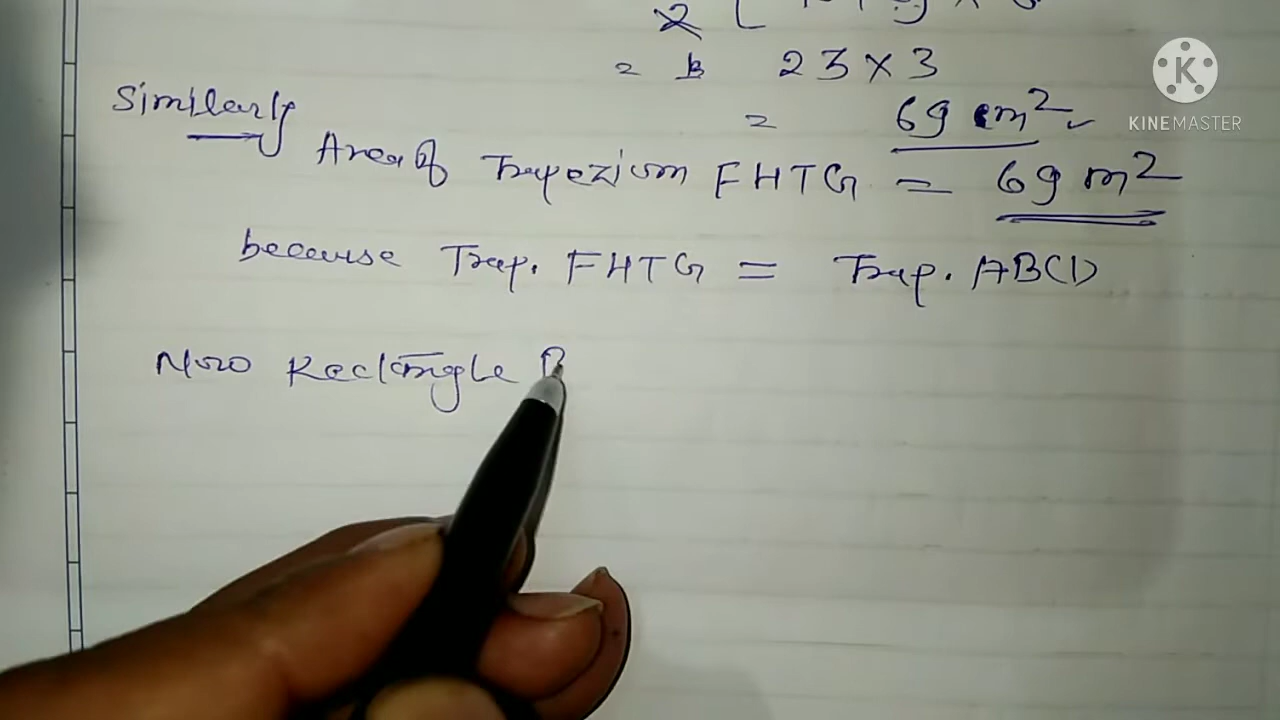 = 23 × 3
= 69 cm²
Similarly
Area of Trapezium FHTG = 69 m²
because Trap. FHTG = Trap. ABCD
Now Rectangle B
KINEMASTER